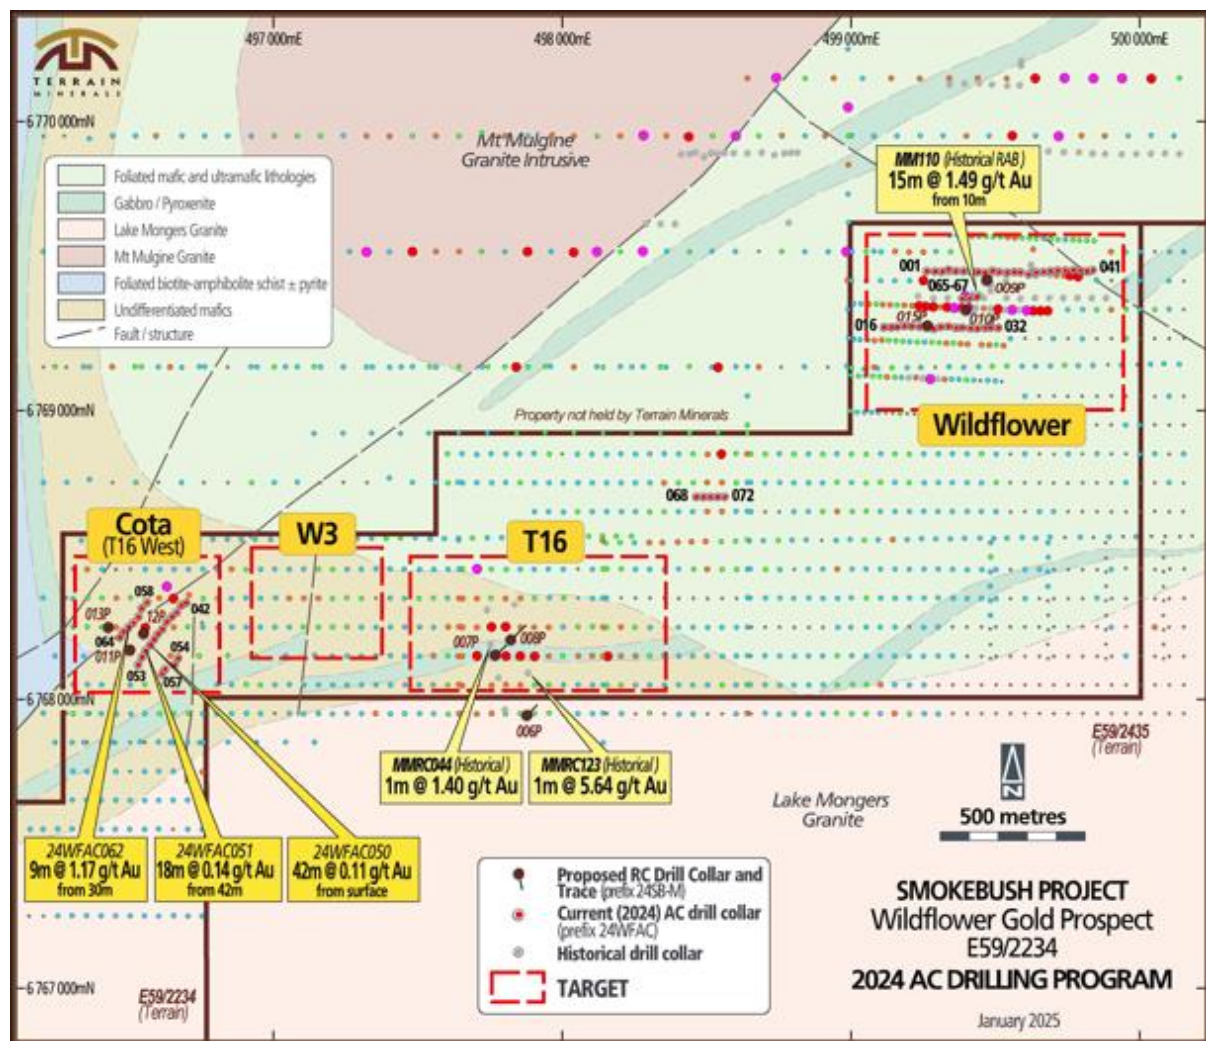 497 000mE
498 000mE
499 000mE
500 000mE
TERRAIN
MINERALS
6 770 000mN
Mt Mulgine
Granite Intrusive
MM110 (Historical RAB)
15m @ 1.49 g/t Au
from 10m
Foliated mafic and ultramafic lithologies
Gabbro / Pyroxenite
Lake Mongers Granite
Mt Mulgine Granite
Foliated biotite-amphibolite schist ± pyrite
Undifferentiated mafics
Fault / structure
001
041
065-67
009P
015P
010P
016
032
6 769 000mN
Property not held by Terrain Minerals
Wildflower
068
072
Cota
(T16 West)
W3
T16
058
042
013P
12P
064
011P
054
053
057
007P
008P
6 768 000mN
006P
E59/2435
(Terrain)
MMRC044 (Historical)
1m @ 1.40 g/t Au
MMRC123 (Historical)
1m @ 5.64 g/t Au
N
Lake Mongers
Granite
500 metres
24WFAC062
9m @ 1.17 g/t Au
from 30m
24WFAC051
18m @ 0.14 g/t Au
from 42m
24WFAC050
42m @ 0.11 g/t Au
from surface
Proposed RC Drill Collar and
Trace (prefix 24SB-M)
Current (2024) AC drill collar
(prefix 24WFAC)
Historical drill collar
TARGET
SMOKEBUSH PROJECT
Wildflower Gold Prospect
E59/2234
2024 AC DRILLING PROGRAM
January 2025
6 767 000mN
E59/2234
(Terrain)